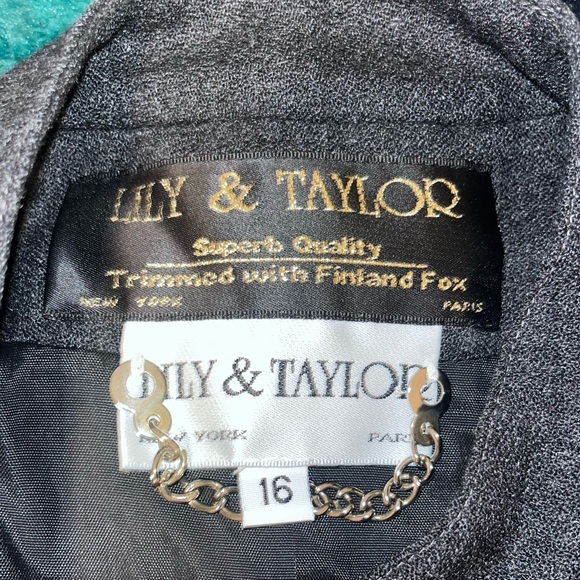 LILY & TAYLOR
Superb Quality
Trimmed with Finland Fox
NEW YORK PARIS
LILY & TAYLOR
NEW YORK PARIS
16